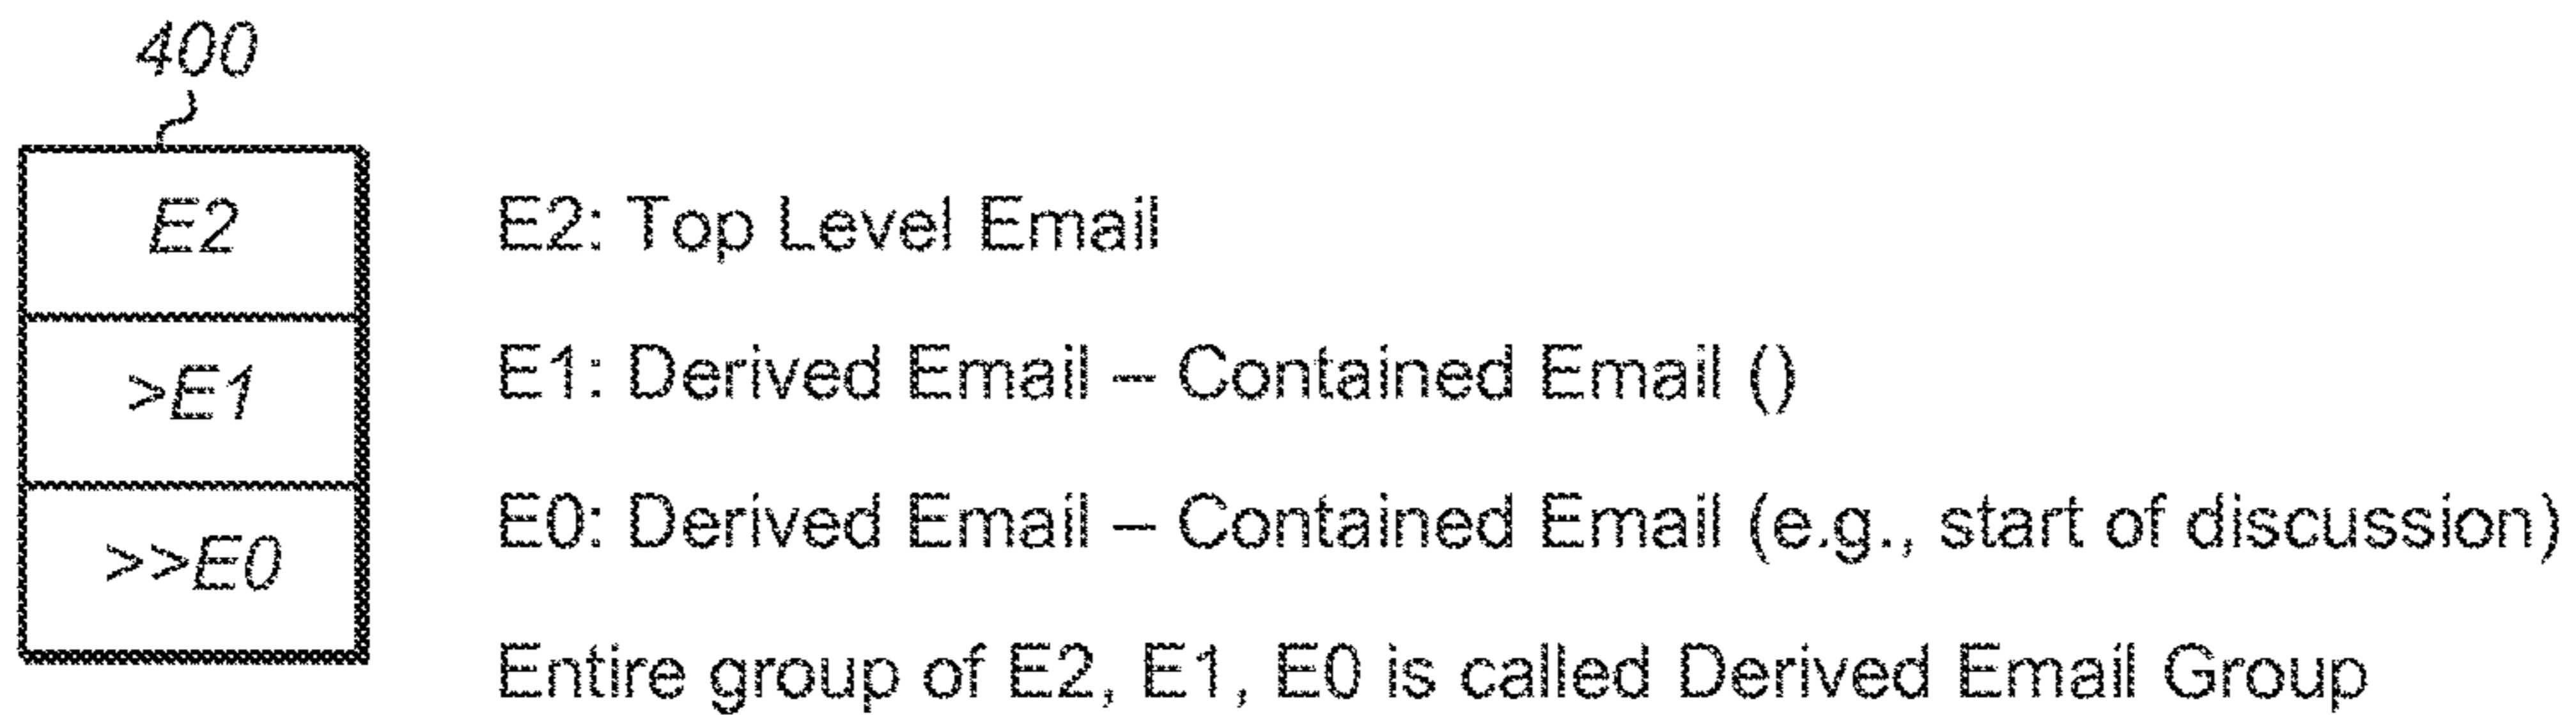 400
E2
E2: Top Level Email
>E1
E1: Derived Email – Contained Email ()
>>E0
E0: Derived Email – Contained Email (e.g., start of discussion)
Entire group of E2, E1, E0 is called Derived Email Group